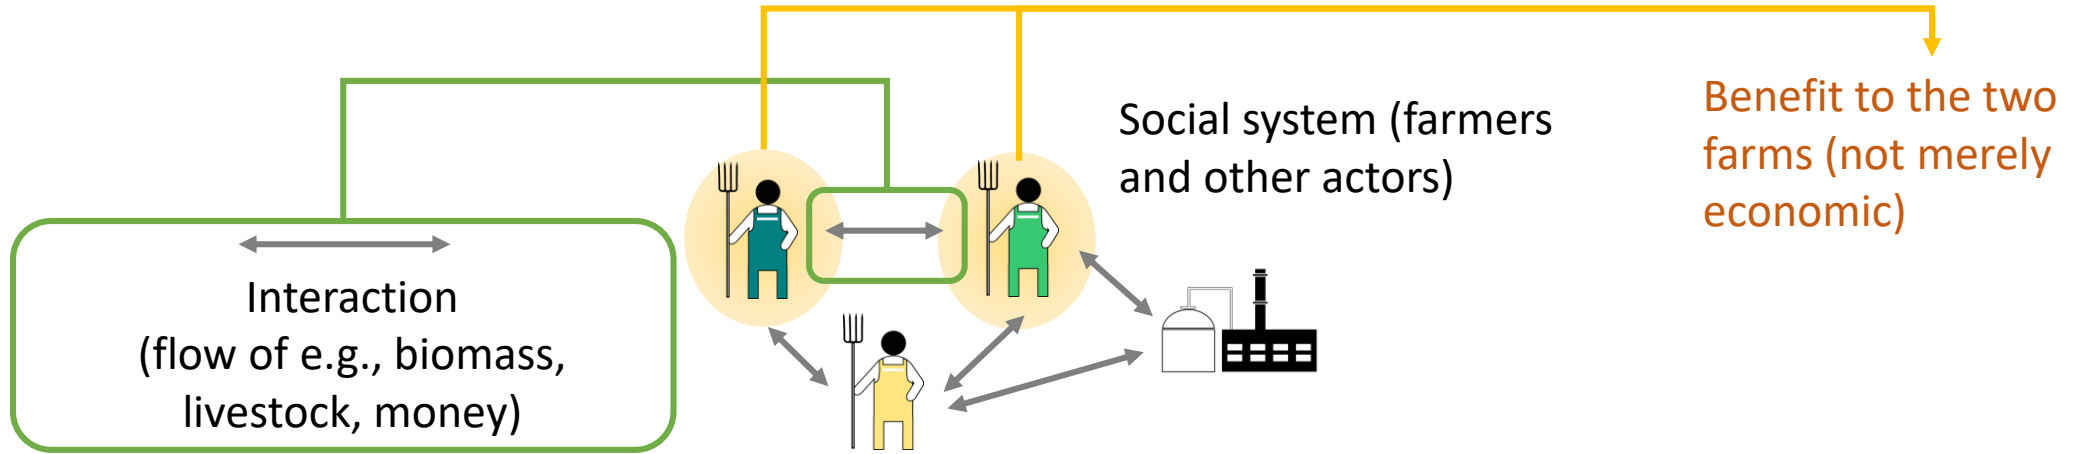 Interaction
(flow of e.g., biomass,
livestock, money)
Social system (farmers
and other actors)
Benefit to the two
farms (not merely
economic)